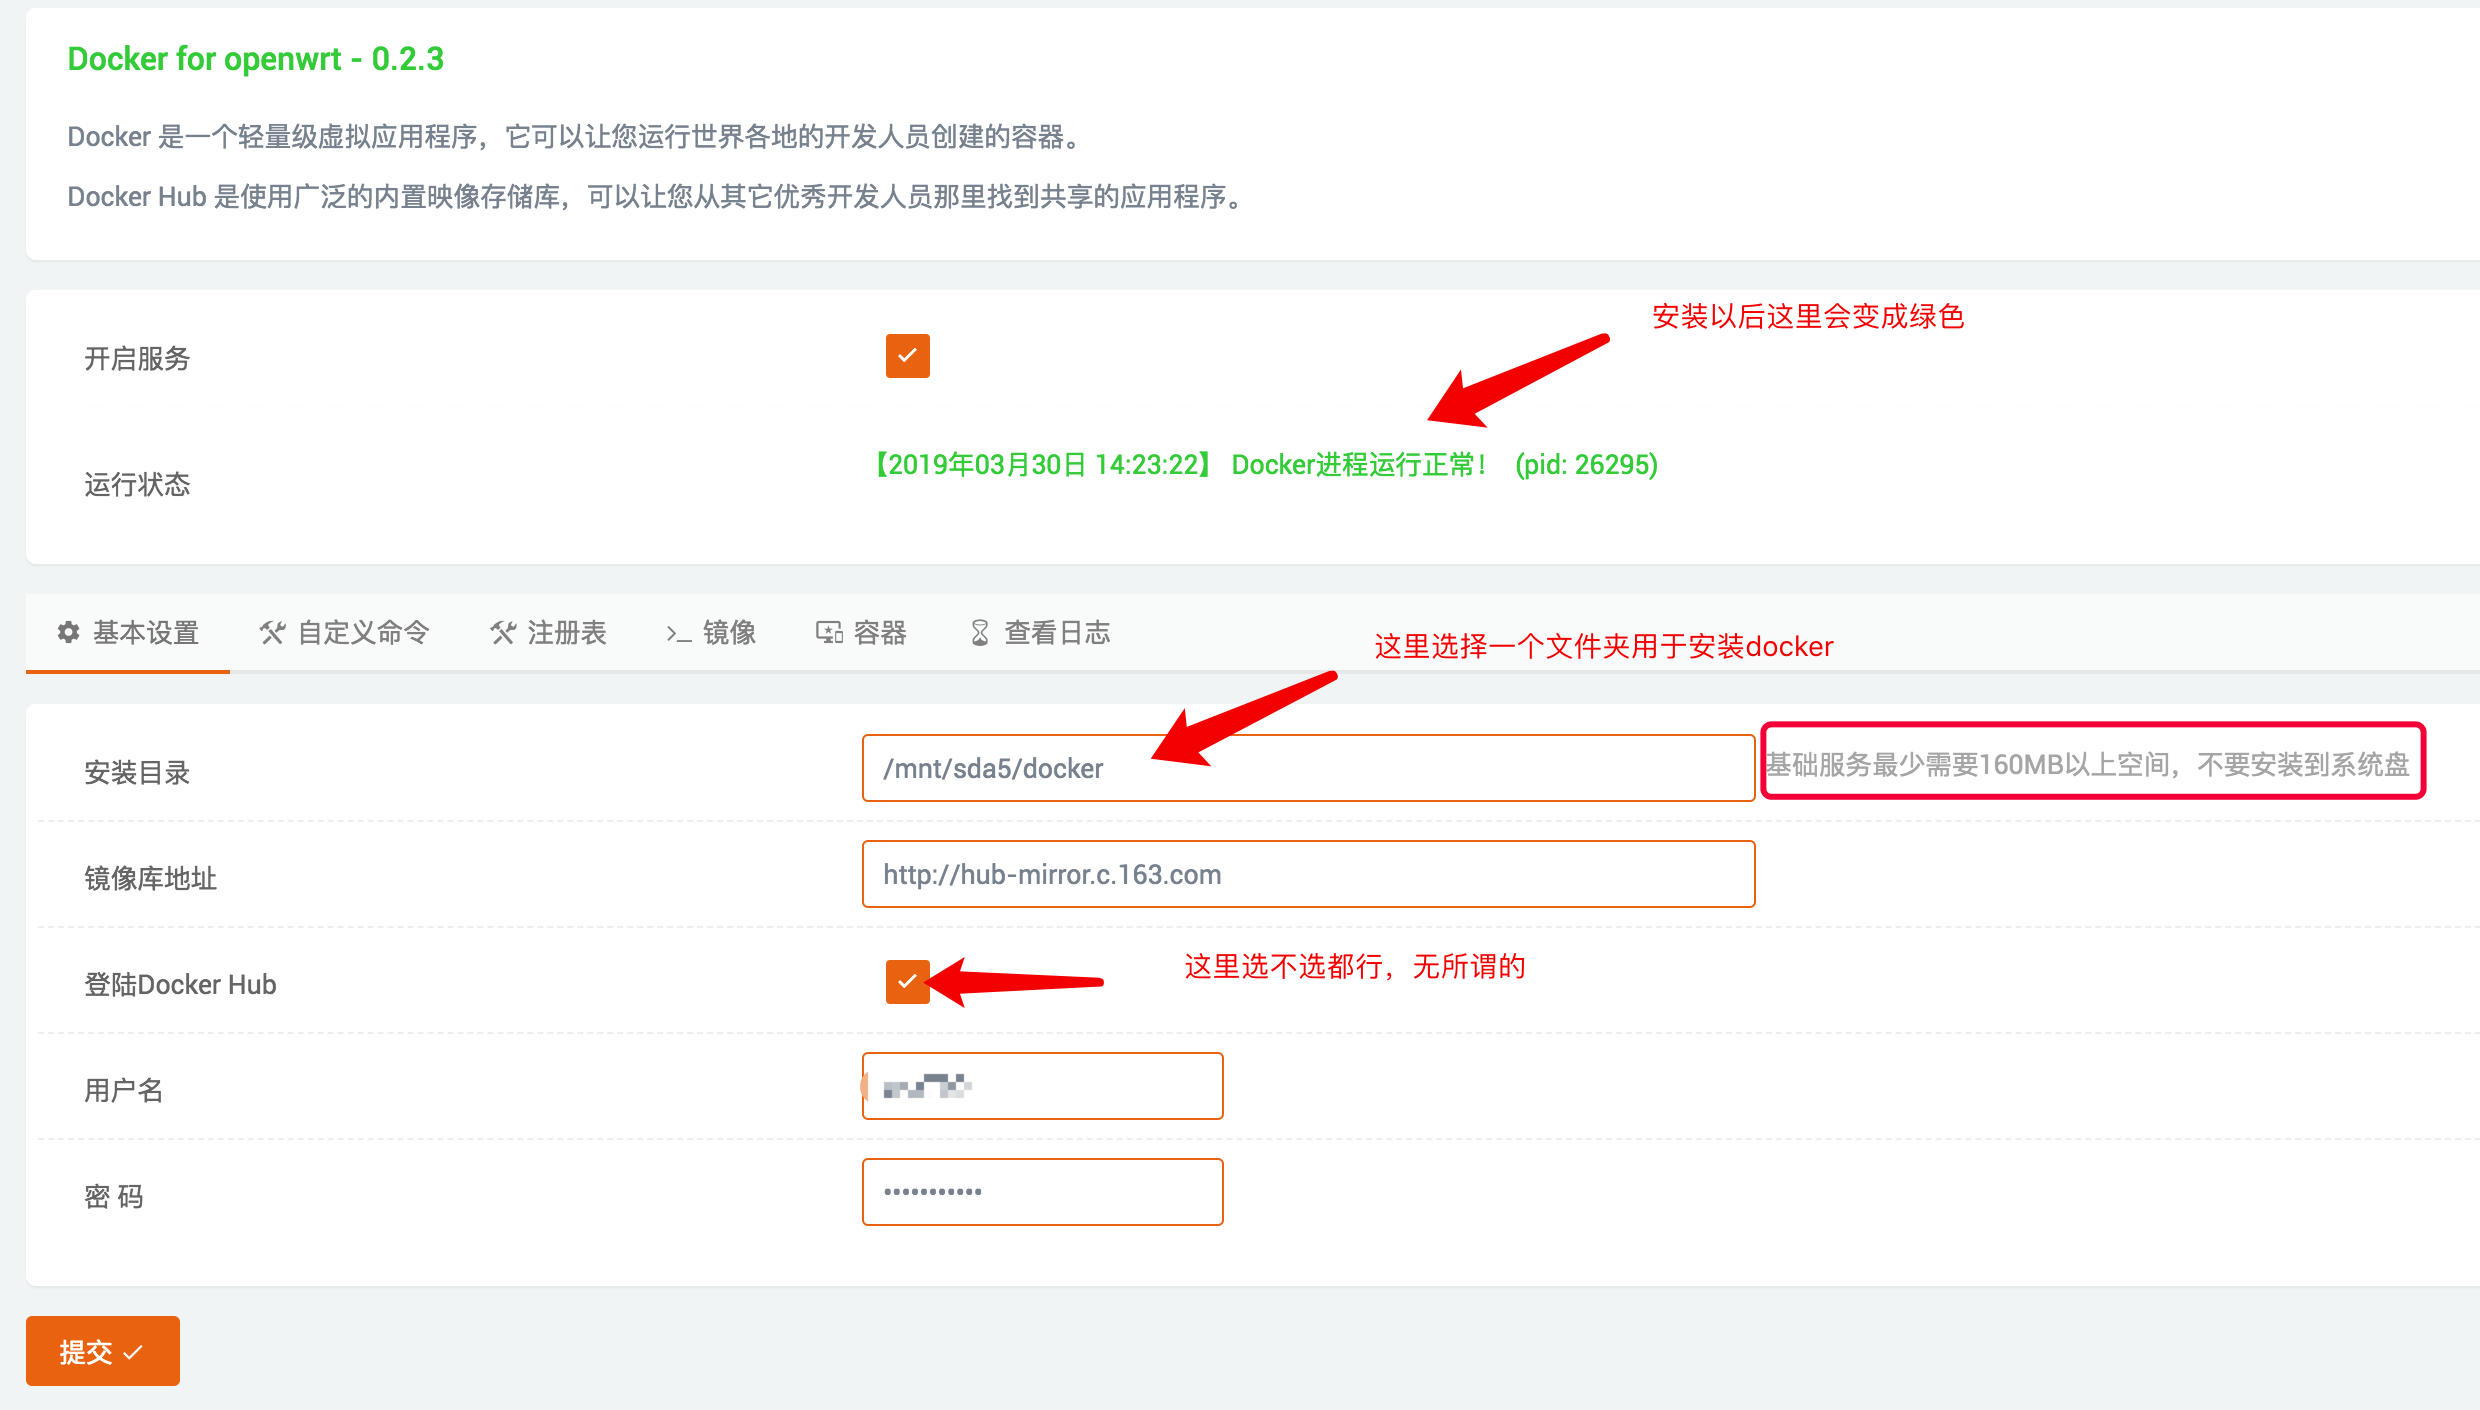 Docker for openwrt - 0.2.3
Docker 是一个轻量级虚拟应用程序，它可以让您运行世界各地的开发人员创建的容器。
Docker Hub 是使用广泛的内置映像存储库，可以让您从其它优秀开发人员那里找到共享的应用程序。
安装以后这里会变成绿色
开启服务
运行状态
【2019年03月30日 14:23:22】 Docker进程运行正常！ (pid: 26295)
基本设置 自定义命令 注册表 镜像 容器 查看日志
这里选择一个文件夹用于安装docker
安装目录
/mnt/sda5/docker
基础服务最少需要160MB以上空间，不要安装到系统盘
镜像库地址
http://hub-mirror.c.163.com
这里选不选都行，无所谓的
登陆Docker Hub
用户名
密 码
•••••••••••
提交